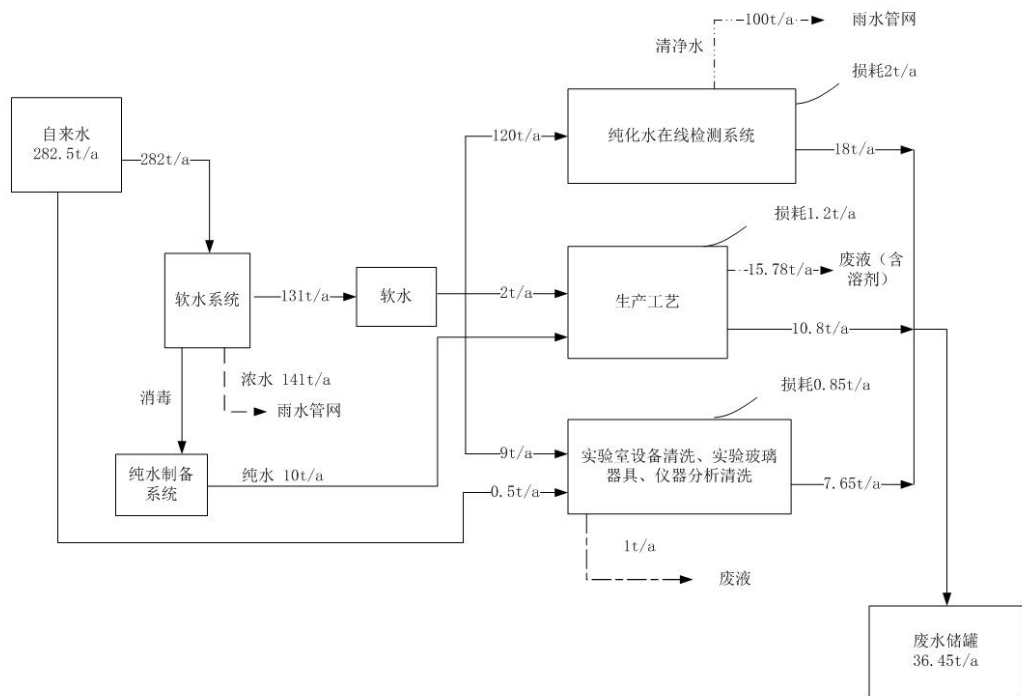 100t/a
雨水管网
清净水
损耗2t/a
自来水
282.5t/a
120t/a
纯化水在线检测系统
18t/a
282t/a
损耗1.2t/a
15.78t/a
废液（含
溶剂）
软水系统
131t/a
软水
2t/a
生产工艺
10.8t/a
浓水 141t/a
消毒
雨水管网
损耗0.85t/a
9t/a
实验室设备清洗、实验玻璃
器具、仪器分析清洗
纯水制备
系统
纯水 10t/a
0.5t/a
7.65t/a
1t/a
废液
废水储罐
36.45t/a